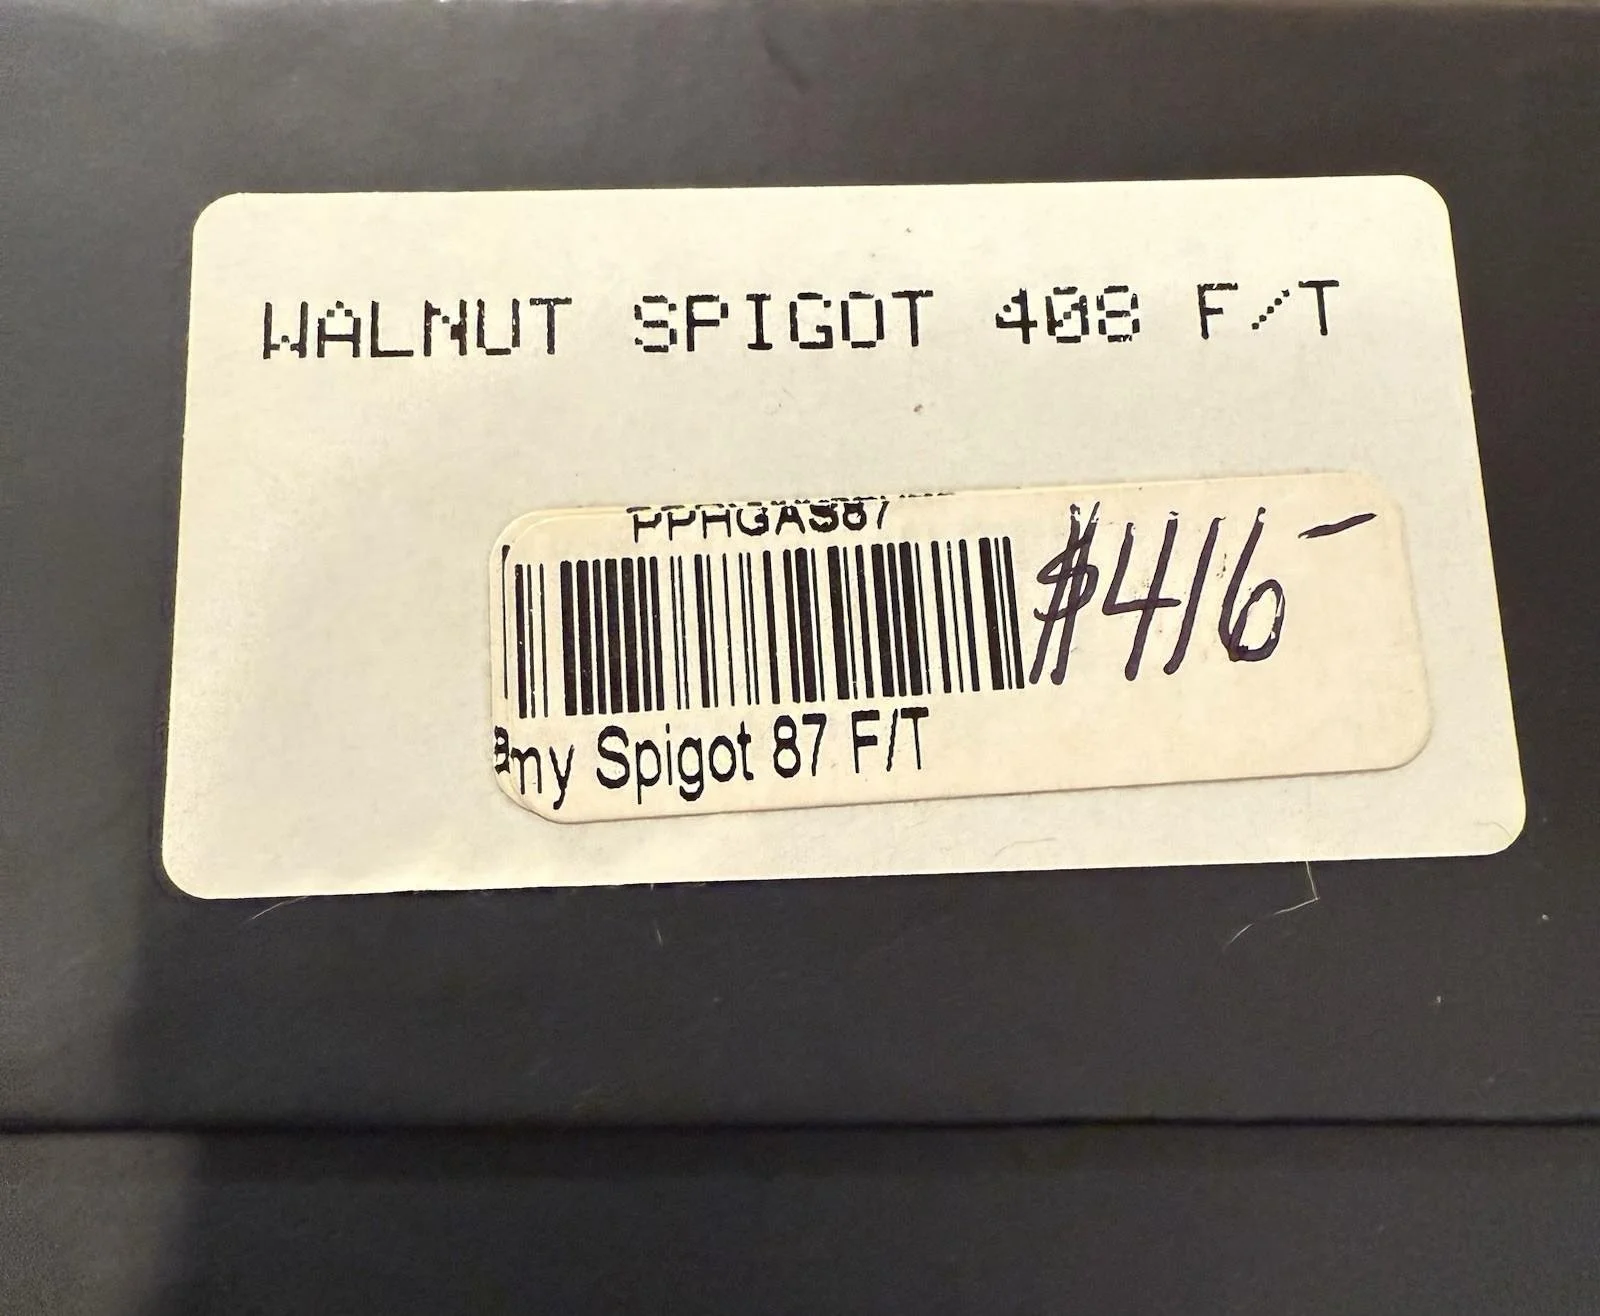 WALNUT SPIGOT 408 F/T
PPHGAS87
$416-
my Spigot 87 F/T